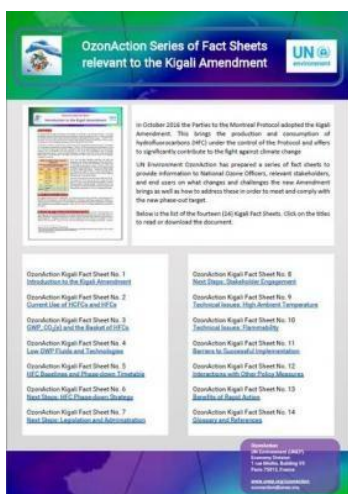 OzonAction Series of Fact Sheets
relevant to the Kigali Amendment
UN
environment
In October 2016 the Parties to the Montreal Protocol adopted the Kigali
Amendment. This brings the production and consumption of
hydrofluorocarbons (HFC) under the control of the Protocol and offers
to significantly contribute to the fight against climate change
UN Environment OzonAction has prepared a series of fact sheets to
provide information to National Ozone Officers, relevant stakeholders,
and end users on what changes and challenges the new Amendment
brings as well as how to address these in order to meet and comply with
the new phase-out target.
Below is the list of the fourteen (14) Kigali Fact Sheets. Click on the titles
to read or download the document.
OzonAction Kigali Fact Sheet No. 1
Introduction to the Kigali Amendment
OzonAction Kigali Fact Sheet No. 2
Current Use of HCFCs and HFCs
OzonAction Kigali Fact Sheet No. 3
GWP, CO2(e) and the Basket of HFCs
OzonAction Kigali Fact Sheet No. 4
Low GWP Fluids and Technologies
OzonAction Kigali Fact Sheet No. 5
HFC Baselines and Phase-down Timetable
OzonAction Kigali Fact Sheet No. 6
Next Steps: HFC Phase-down Strategy
OzonAction Kigali Fact Sheet No. 7
Next Steps: Legislation and Administration
OzonAction Kigali Fact Sheet No. 8
Next Steps: Stakeholder Engagement
OzonAction Kigali Fact Sheet No. 9
Technical Issues: High Ambient Temperature
OzonAction Kigali Fact Sheet No. 10
Technical Issues: Flammability
OzonAction Kigali Fact Sheet No. 11
Barriers to Successful Implementation
OzonAction Kigali Fact Sheet No. 12
Interactions with Other Policy Measures
OzonAction Kigali Fact Sheet No. 13
Benefits of Rapid Action
OzonAction Kigali Fact Sheet No. 14
Glossary and References
OzonAction
UN Environment (UNEP)
Economy Division
1 rue Miollis, Building VII
Paris 75015, France